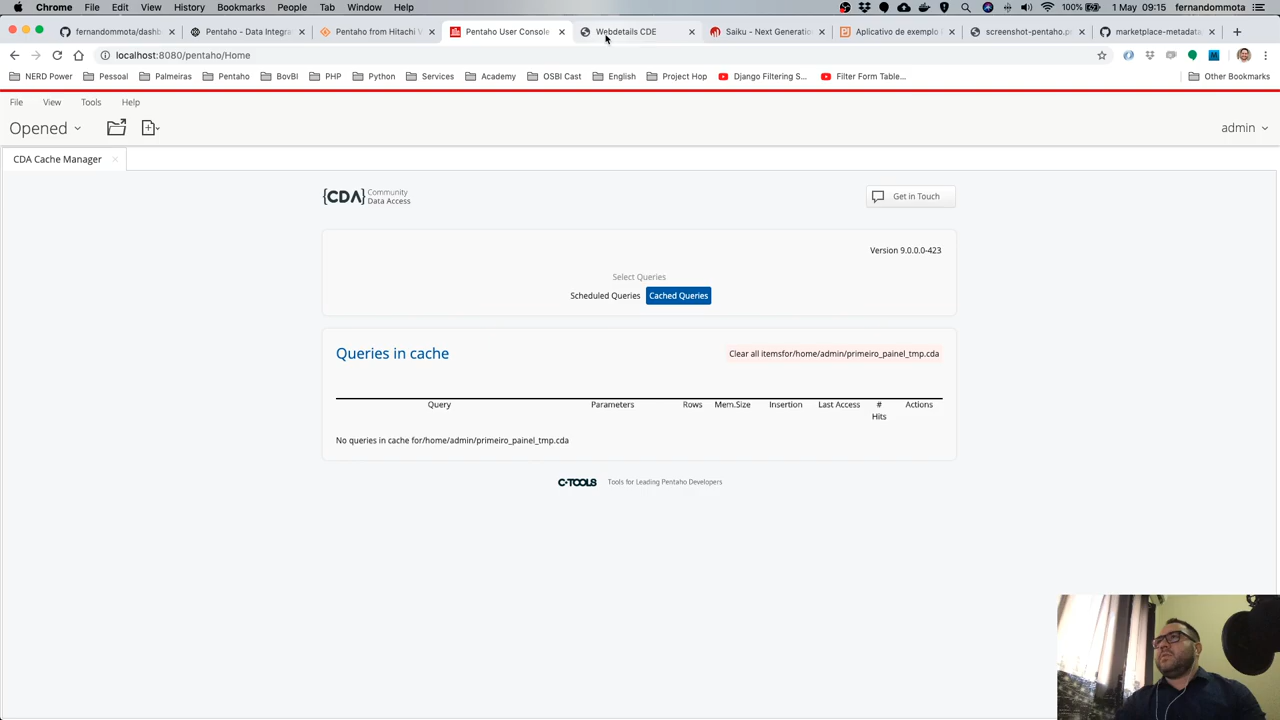 Chrome File Edit View History Bookmarks People Tab Window Help 100% 1 May 09:15 fernandommota
fernandommota/dashb Pentaho - Data Integra Pentaho from Hitachi V Pentaho User Console Webdetails CDE Saiku - Next Generatio Aplicativo de exemplo screenshot-pentaho.p marketplace-metadata
localhost:8080/pentaho/Home
NERD Power Pessoal Palmeiras Pentaho BovBI PHP Python Services Academy OSBI Cast English Project Hop Django Filtering S... Filter Form Table... Other Bookmarks
File View Tools Help
Opened admin
CDA Cache Manager
{CDA} Community
Data Access
Get in Touch
Version 9.0.0.0-423
Select Queries
Scheduled Queries Cached Queries
Queries in cache Clear all itemsfor/home/admin/primeiro_painel_tmp.cda
Query Parameters Rows Mem.Size Insertion Last Access # Actions
Hits
No queries in cache for/home/admin/primeiro_painel_tmp.cda
C-TOOLS Tools for Leading Pentaho Developers